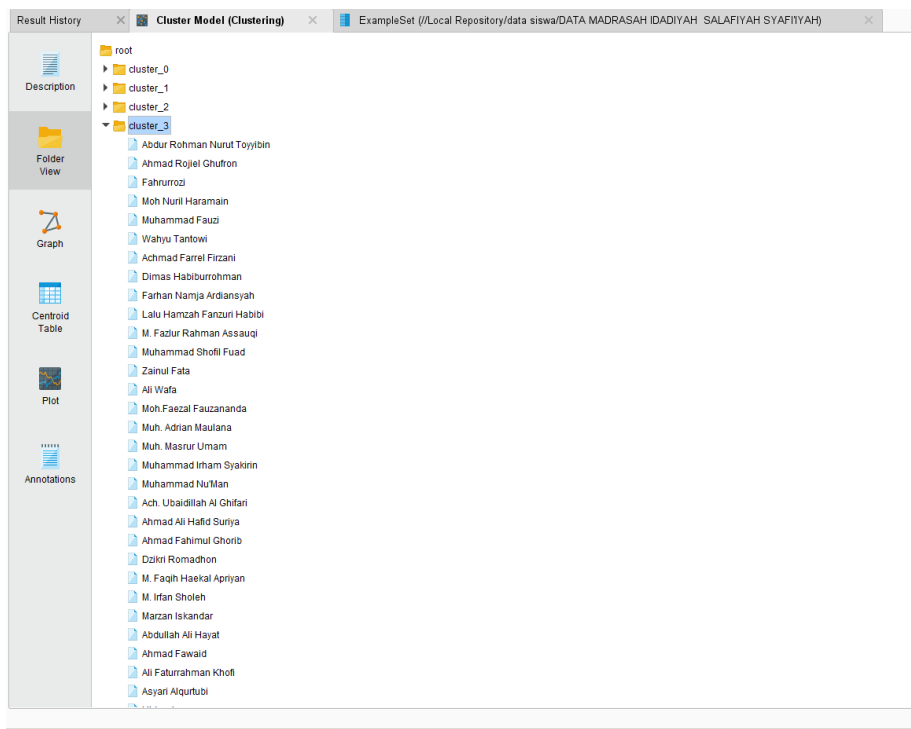 Result History
Cluster Model (Clustering)
ExampleSet (//Local Repository/data siswa/DATA MADRASAH IDADIYAH SALAFIYAH SYAFI'IYAH)
Description
Folder
View
Graph
Centroid
Table
Plot
Annotations
root
cluster_0
cluster_1
cluster_2
cluster_3
Abdur Rohman Nurut Toyyibin
Ahmad Rojiel Ghufron
Fahrurrozi
Moh Nuril Haramain
Muhammad Fauzi
Wahyu Tantowi
Achmad Farrel Firzani
Dimas Habiburrohman
Farhan Namja Ardiansyah
Lalu Hamzah Fanzuri Habibi
M. Fazlur Rahman Assauqi
Muhammad Shofil Fuad
Zainul Fata
Ali Wafa
Moh.Faezal Fauzananda
Muh. Adrian Maulana
Muh. Masrur Umam
Muhammad Irham Syakirin
Muhammad Nu'Man
Ach. Ubaidillah Al Ghifari
Ahmad Ali Hafid Suriya
Ahmad Fahimul Ghorib
Dzikri Romadhon
M. Faqih Haekal Apriyan
M. Irfan Sholeh
Marzan Iskandar
Abdullah Ali Hayat
Ahmad Fawaid
Ali Faturrahman Khofi
Asyari Alqurtubi